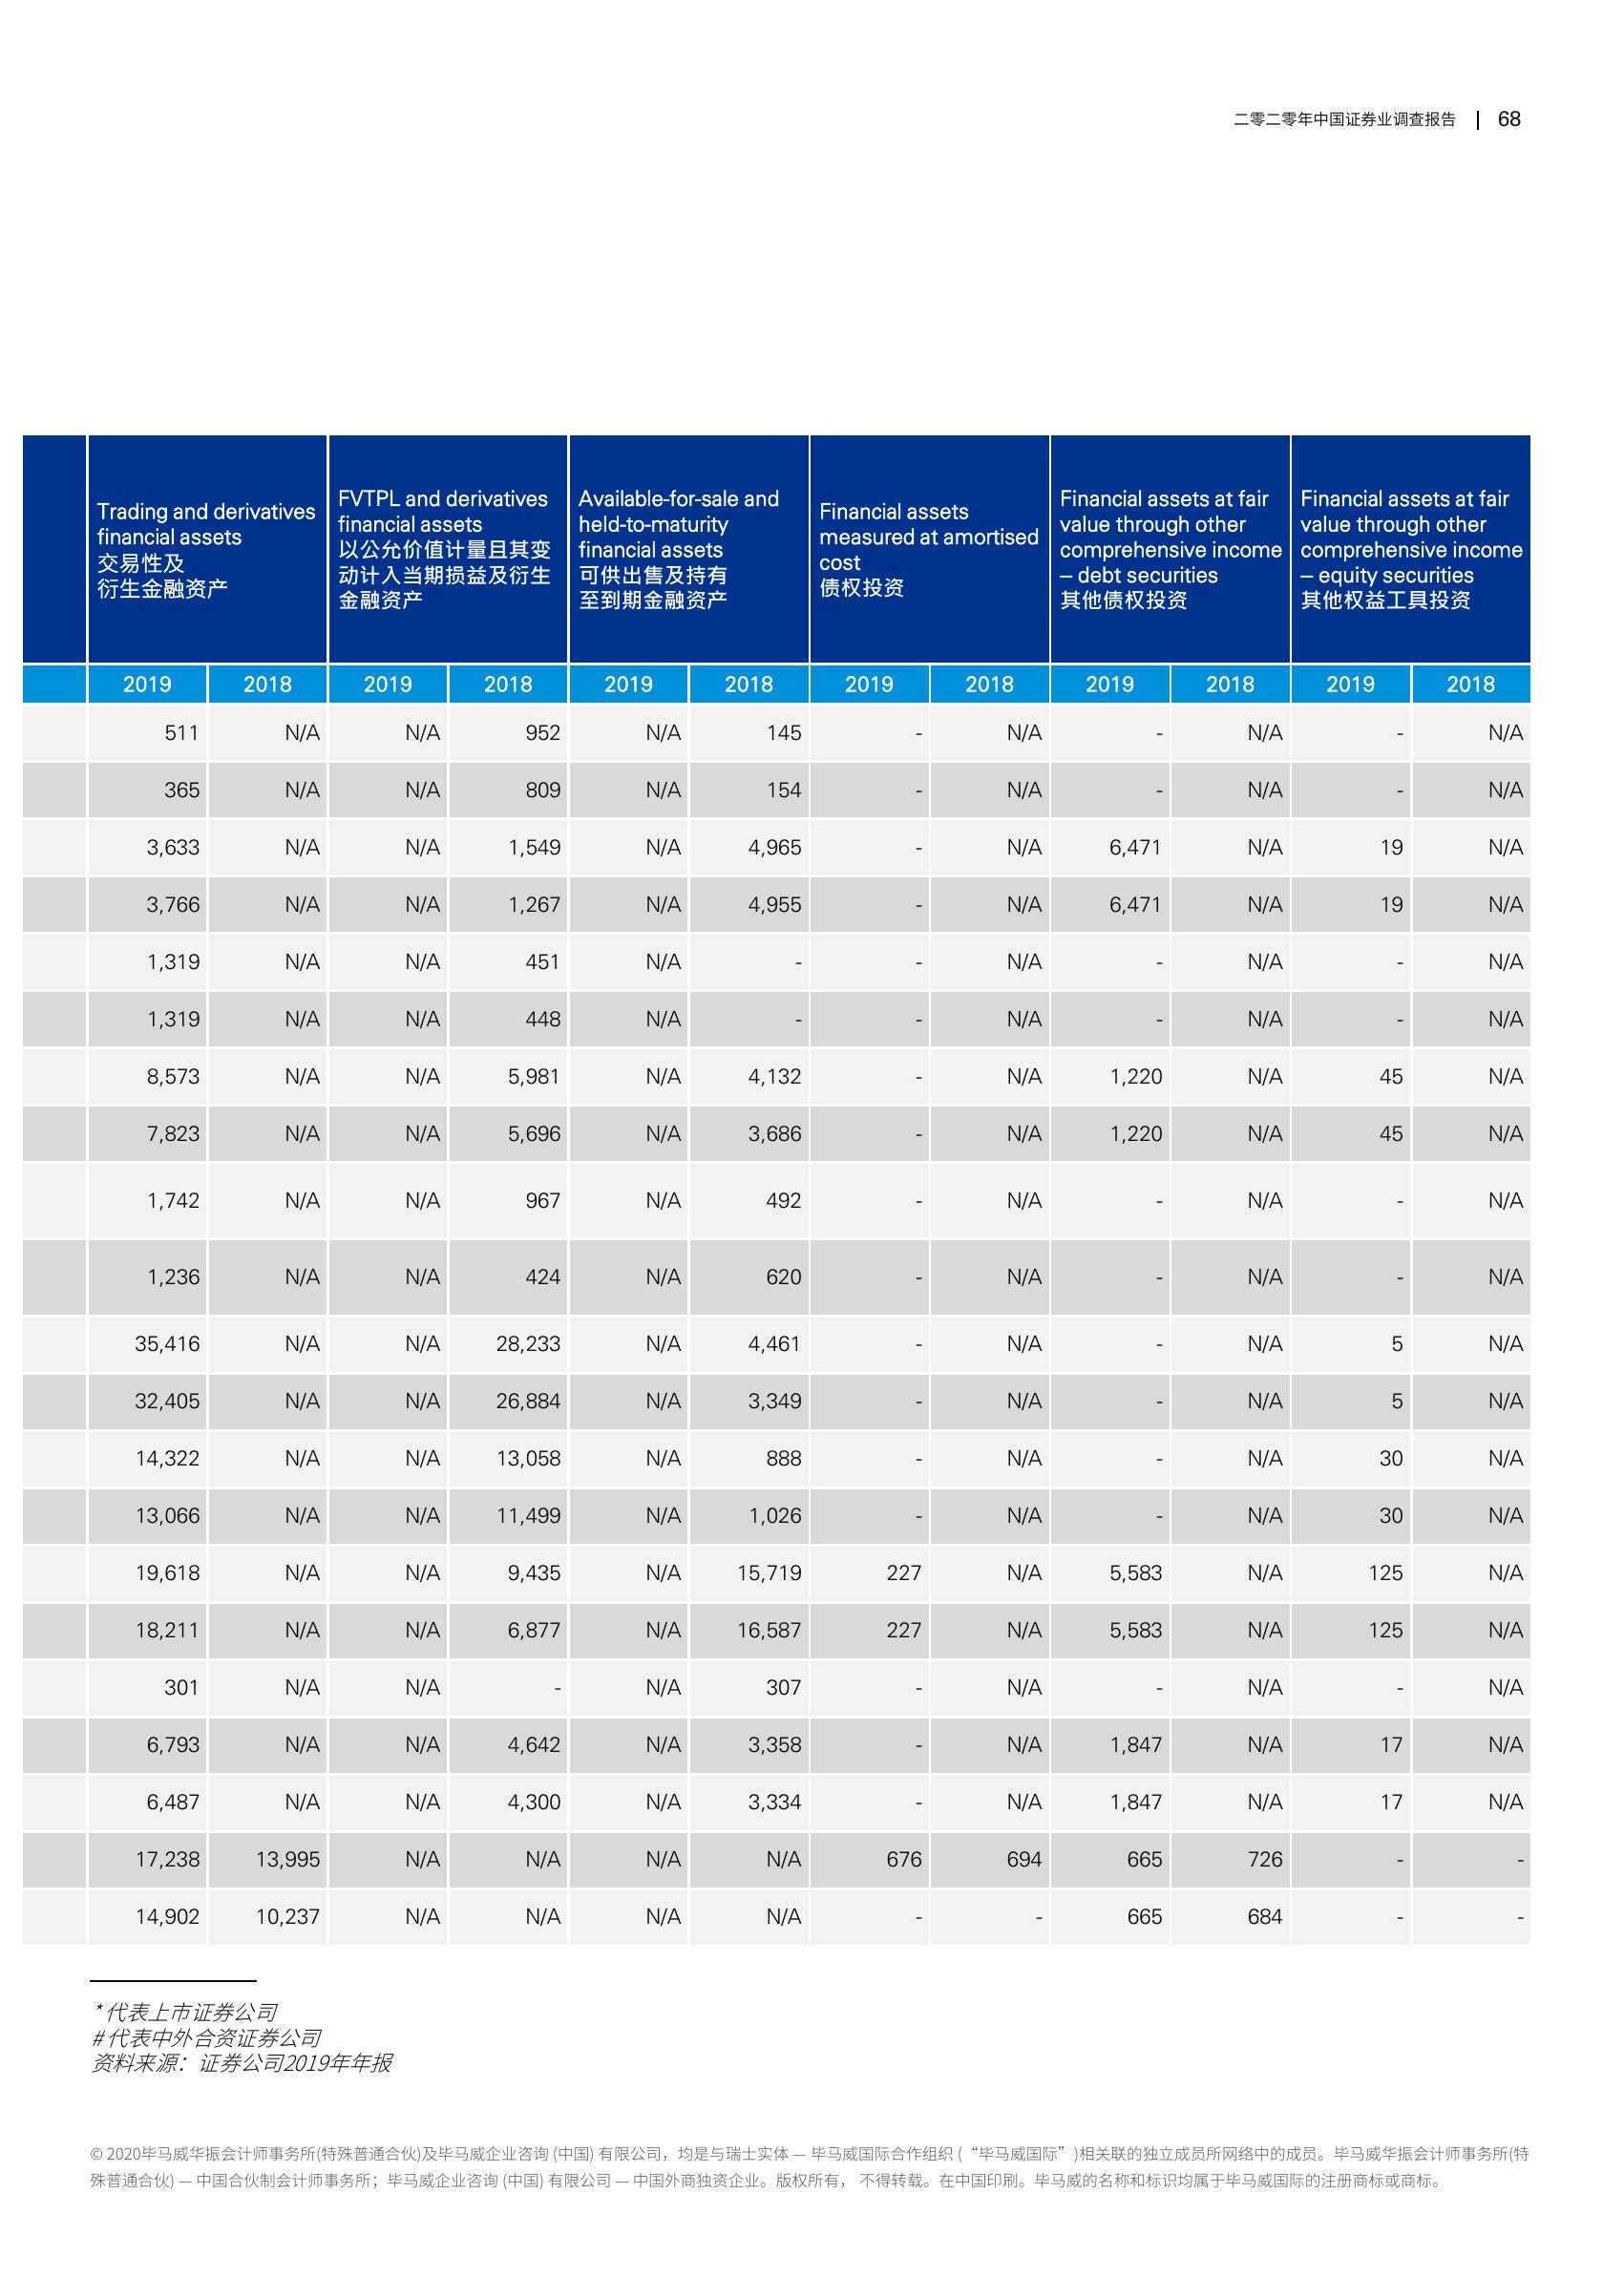 二零二零年中国证券业调查报告 | 68
Trading and derivatives
financial assets
交易性及
衍生金融资产
FVTPL and derivatives
financial assets
以公允价值计量且其变
动计入当期损益及衍生
金融资产
Available-for-sale and
held-to-maturity
financial assets
可供出售及持有
至到期金融资产
Financial assets
measured at amortised
cost
债权投资
Financial assets at fair
value through other
comprehensive income
– debt securities
其他债权投资
Financial assets at fair
value through other
comprehensive income
– equity securities
其他权益工具投资
2019 2018 2019 2018 2019 2018 2019 2018 2019 2018 2019 2018
511 N/A N/A 952 N/A 145 - N/A - N/A - N/A
365 N/A N/A 809 N/A 154 - N/A - N/A - N/A
3,633 N/A N/A 1,549 N/A 4,965 - N/A 6,471 N/A 19 N/A
3,766 N/A N/A 1,267 N/A 4,955 - N/A 6,471 N/A 19 N/A
1,319 N/A N/A 451 N/A - - N/A - N/A - N/A
1,319 N/A N/A 448 N/A - - N/A - N/A - N/A
8,573 N/A N/A 5,981 N/A 4,132 - N/A 1,220 N/A 45 N/A
7,823 N/A N/A 5,696 N/A 3,686 - N/A 1,220 N/A 45 N/A
1,742 N/A N/A 967 N/A 492 - N/A - N/A - N/A
1,236 N/A N/A 424 N/A 620 - N/A - N/A - N/A
35,416 N/A N/A 28,233 N/A 4,461 - N/A - N/A 5 N/A
32,405 N/A N/A 26,884 N/A 3,349 - N/A - N/A 5 N/A
14,322 N/A N/A 13,058 N/A 888 - N/A - N/A 30 N/A
13,066 N/A N/A 11,499 N/A 1,026 - N/A - N/A 30 N/A
19,618 N/A N/A 9,435 N/A 15,719 227 N/A 5,583 N/A 125 N/A
18,211 N/A N/A 6,877 N/A 16,587 227 N/A 5,583 N/A 125 N/A
301 N/A N/A - N/A 307 - N/A - N/A - N/A
6,793 N/A N/A 4,642 N/A 3,358 - N/A 1,847 N/A 17 N/A
6,487 N/A N/A 4,300 N/A 3,334 - N/A 1,847 N/A 17 N/A
17,238 13,995 N/A N/A N/A N/A 676 694 665 726 - -
14,902 10,237 N/A N/A N/A N/A - - 665 684 - -
*代表上市证券公司
#代表中外合资证券公司
资料来源：证券公司2019年年报
© 2020毕马威华振会计师事务所(特殊普通合伙)及毕马威企业咨询 (中国) 有限公司，均是与瑞士实体 — 毕马威国际合作组织 (“毕马威国际”)相关联的独立成员所网络中的成员。毕马威华振会计师事务所(特
殊普通合伙) — 中国合伙制会计师事务所；毕马威企业咨询 (中国) 有限公司 — 中国外商独资企业。版权所有， 不得转载。在中国印刷。毕马威的名称和标识均属于毕马威国际的注册商标或商标。